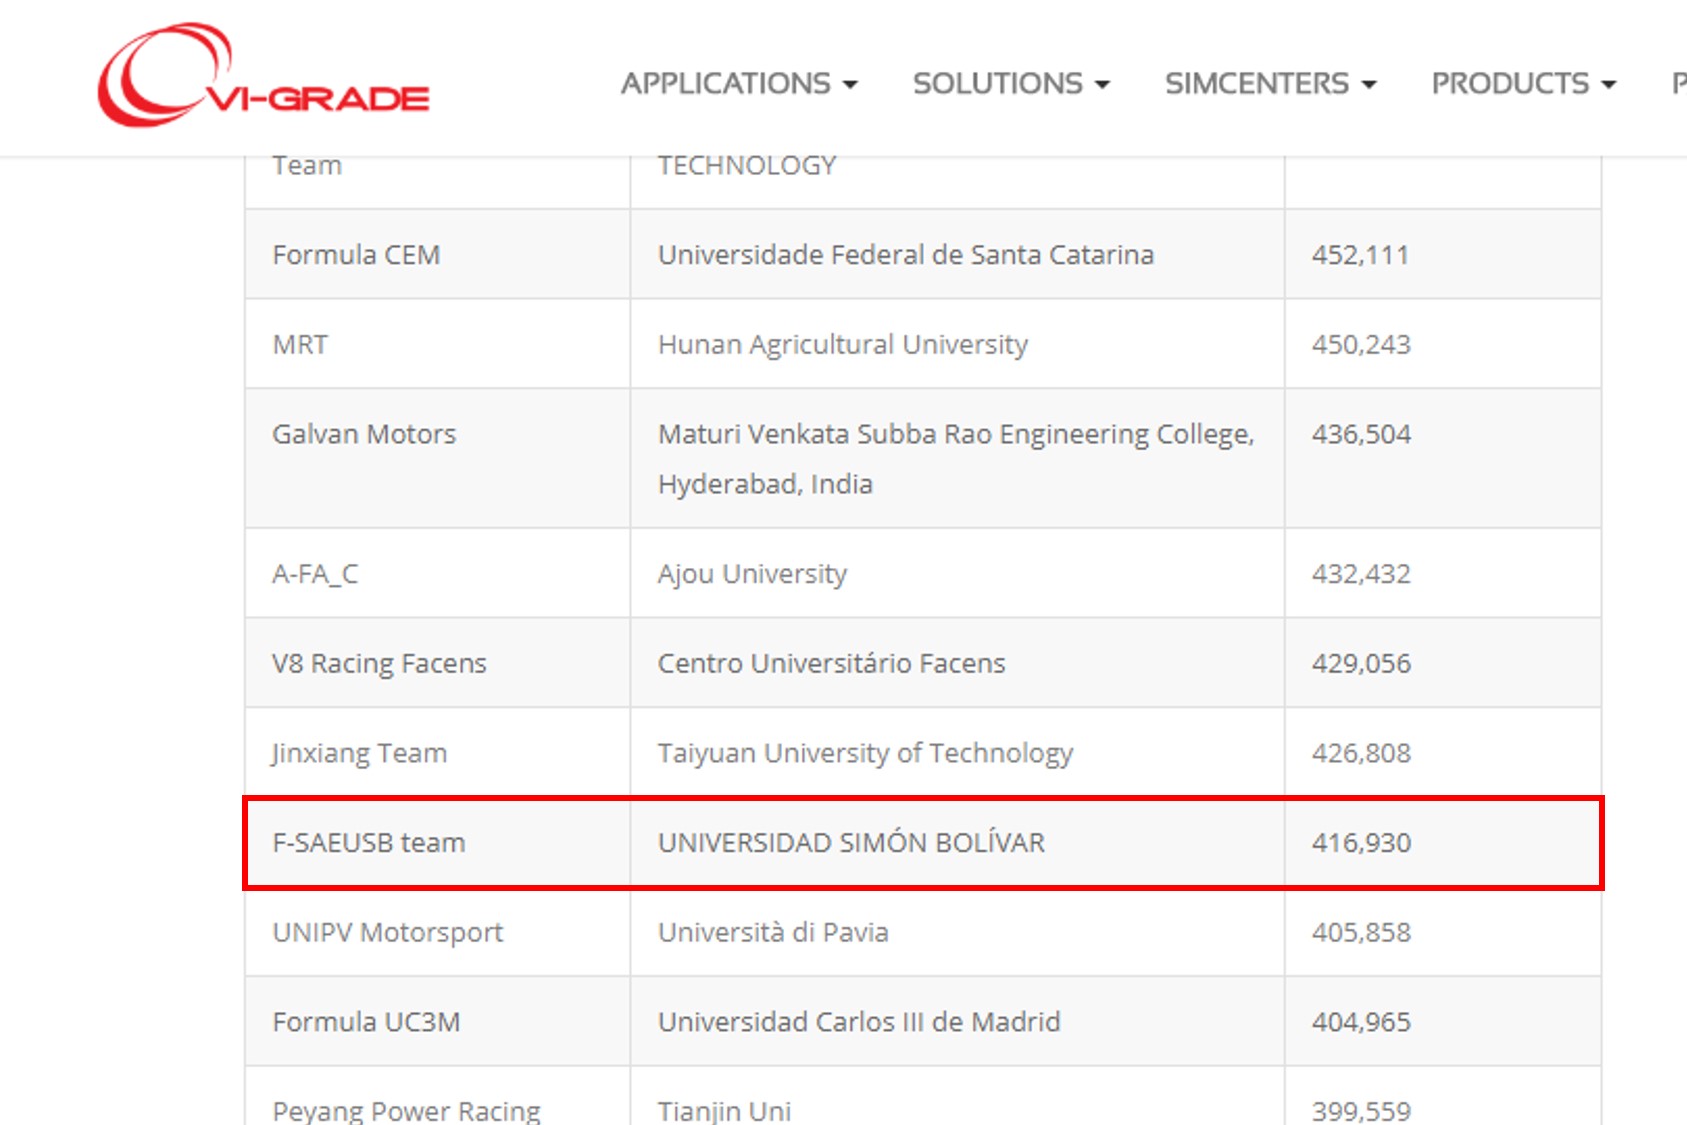 VI-GRADE
APPLICATIONS SOLUTIONS SIMCENTERS PRODUCTS P
Team TECHNOLOGY
Formula CEM Universidade Federal de Santa Catarina 452,111
MRT Hunan Agricultural University 450,243
Galvan Motors Maturi Venkata Subba Rao Engineering College, 436,504
Hyderabad, India
A-FA_C Ajou University 432,432
V8 Racing Facens Centro Universitário Facens 429,056
Jinxiang Team Taiyuan University of Technology 426,808
F-SAEUSB team UNIVERSIDAD SIMÓN BOLÍVAR 416,930
UNIPV Motorsport Università di Pavia 405,858
Formula UC3M Universidad Carlos III de Madrid 404,965
Peyang Power Racing Tianjin Uni 399,559